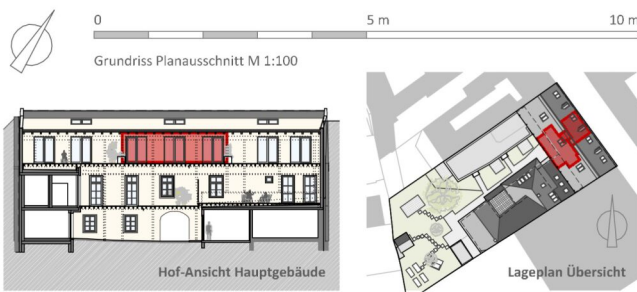 0 5 m 10 m
Grundriss Planausschnitt M 1:100
Hof-Ansicht Hauptgebäude
Lageplan Übersicht